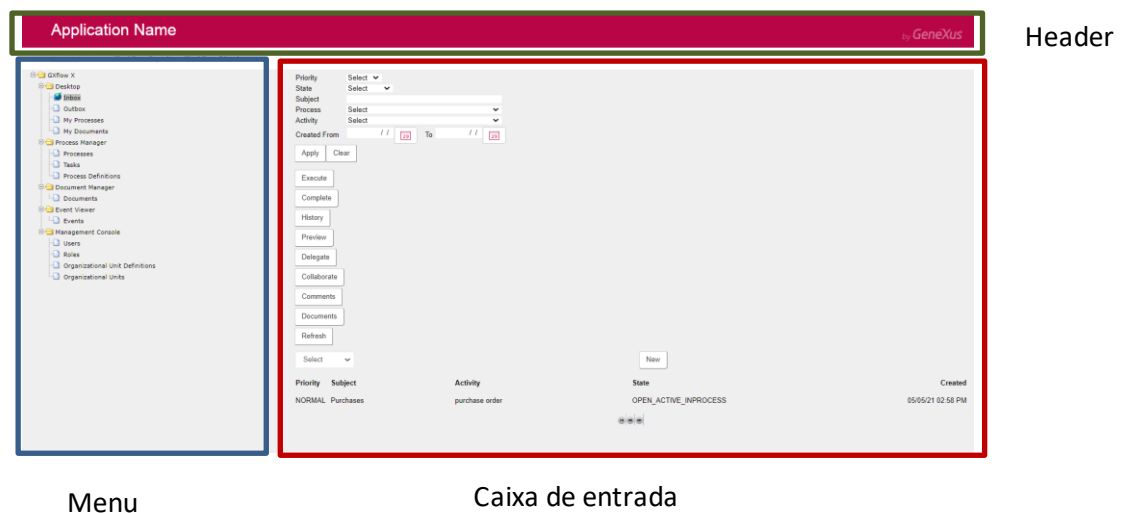 Application Name
by GeneXus
Header
GXflow X
Desktop
Inbox
Outbox
My Processes
My Documents
Process Manager
Processes
Tasks
Process Definitions
Document Manager
Documents
Event Viewer
Events
Management Console
Users
Roles
Organizational Unit Definitions
Organizational Units
Priority Select
State Select
Subject
Process Select
Activity Select
Created From / / To / /
Apply Clear
Execute
Complete
History
Preview
Delegate
Collaborate
Comments
Documents
Refresh
Select New
Priority Subject Activity State Created
NORMAL Purchases purchase order OPEN_ACTIVE_INPROCESS 05/05/21 02:58 PM
Menu
Caixa de entrada